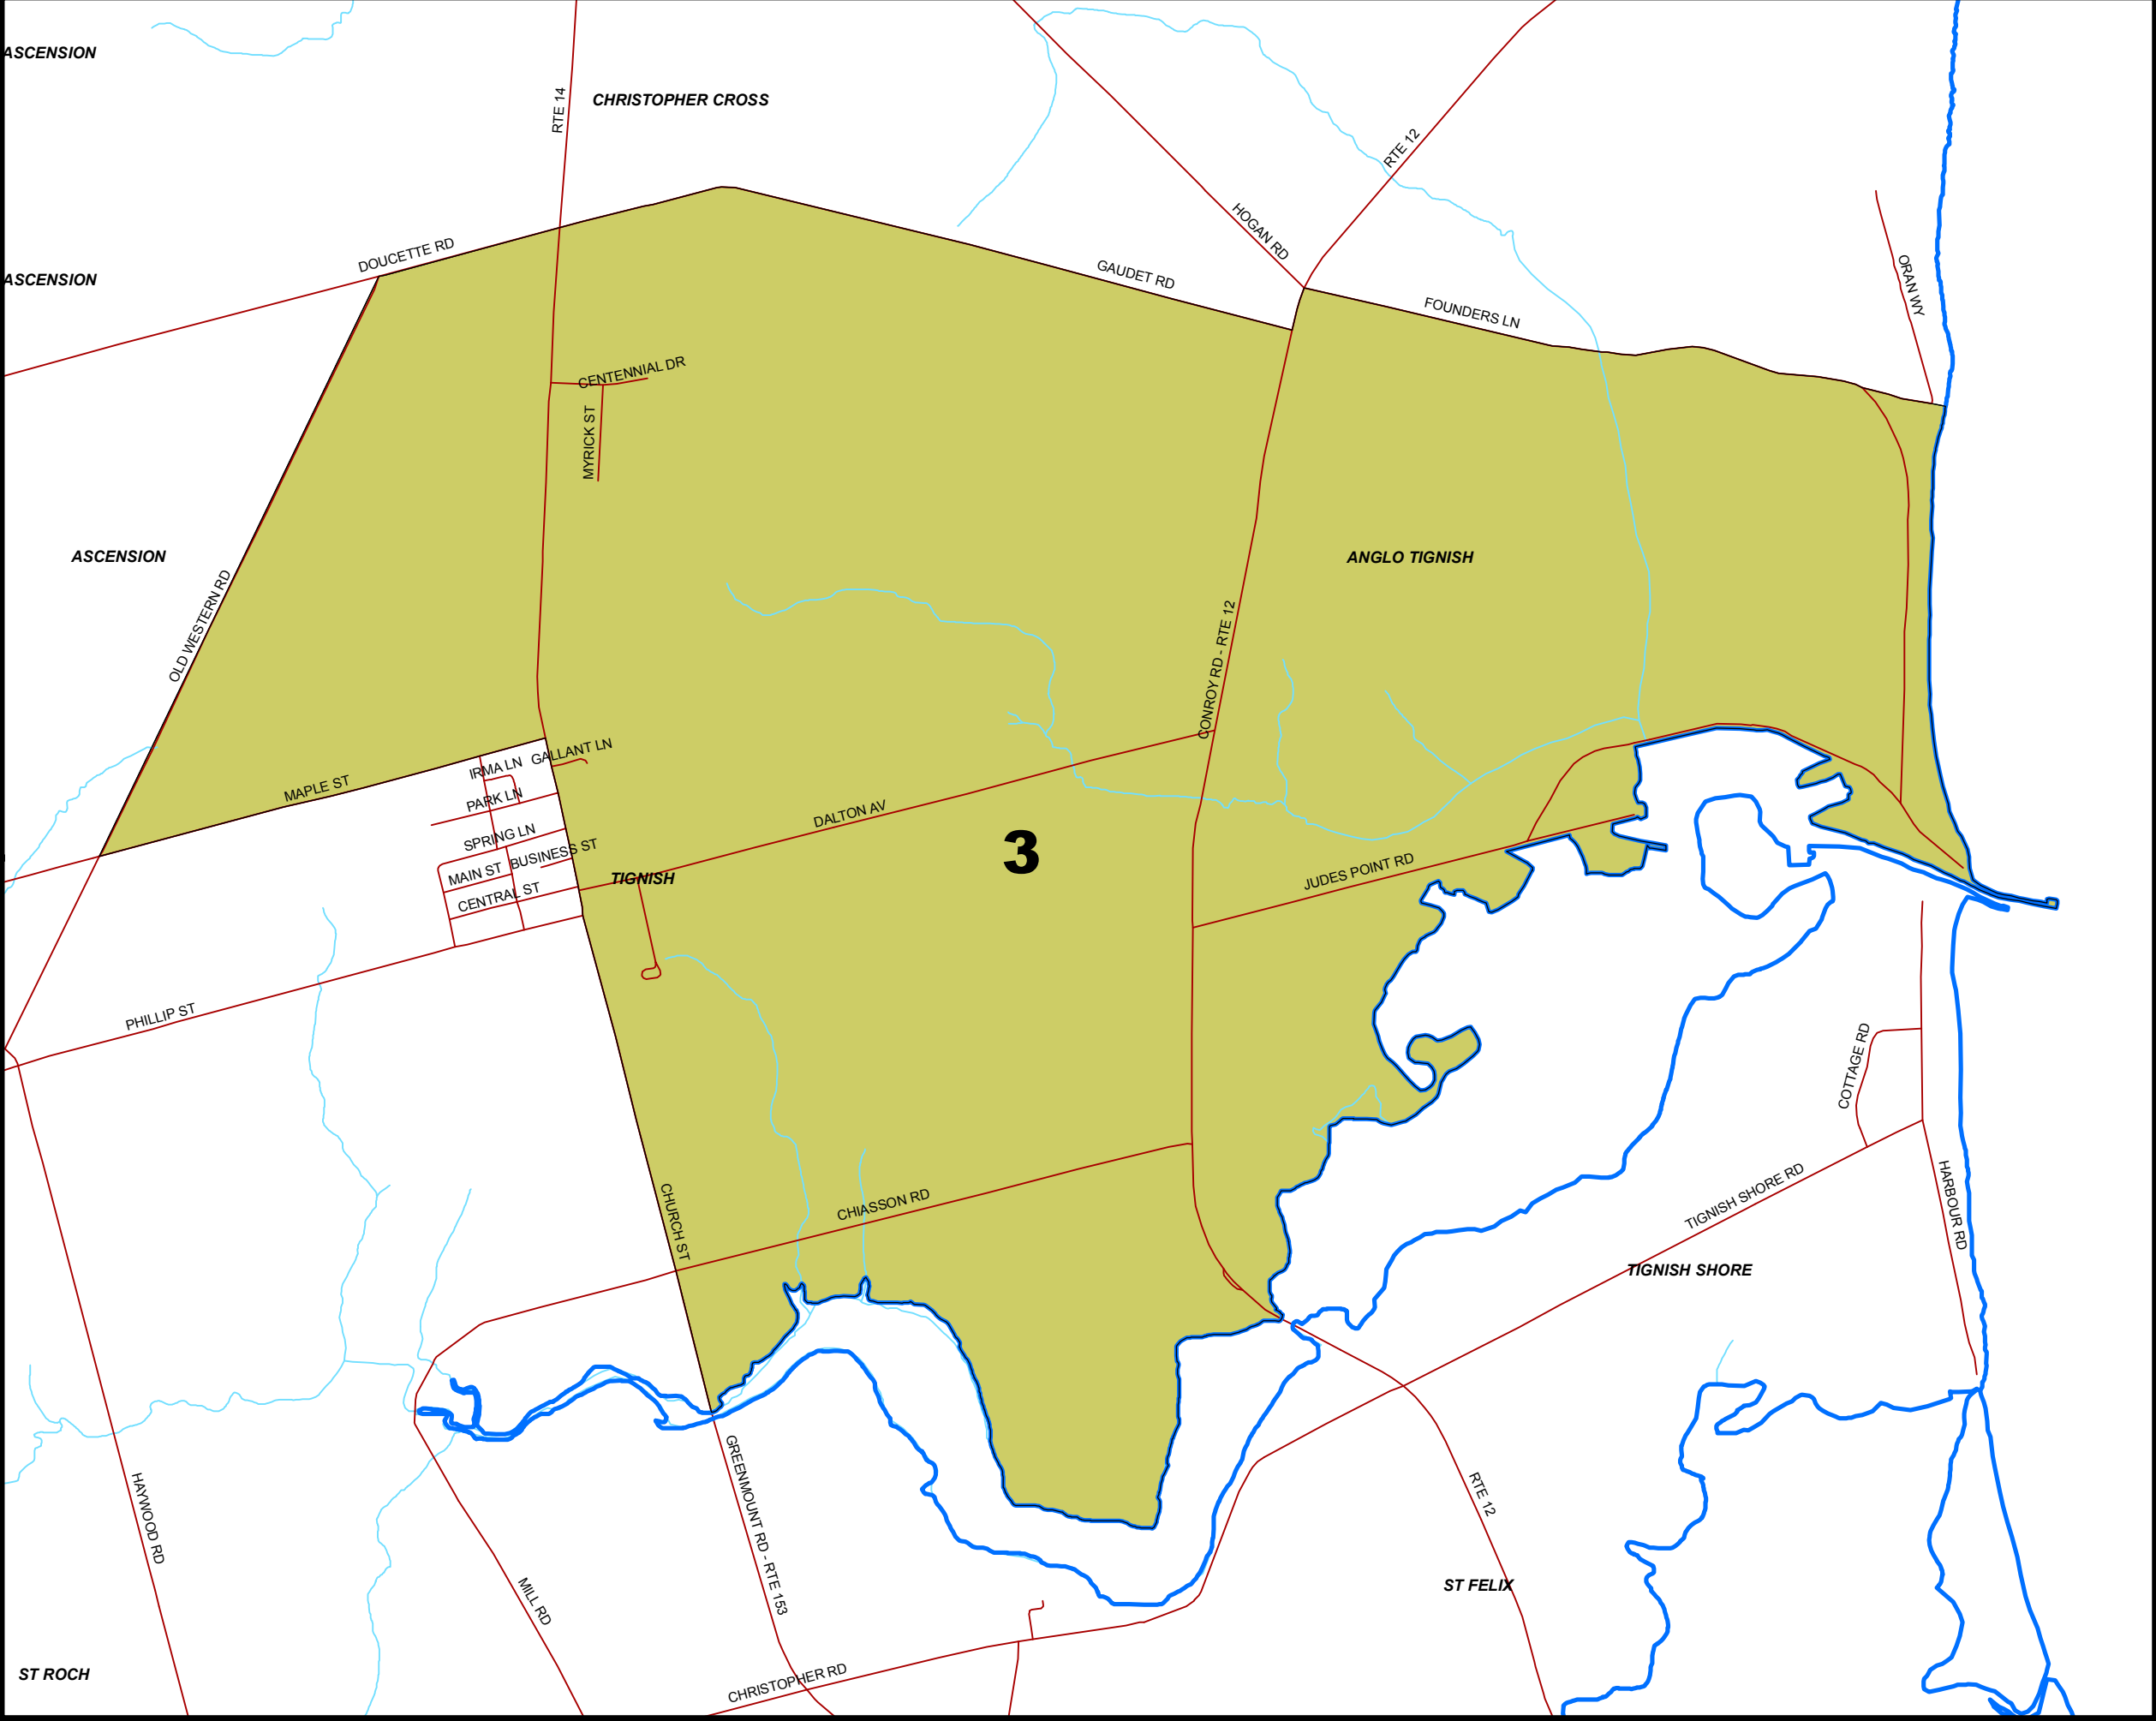 ASCENSION
CHRISTOPHER CROSS
RTE 14
RTE 12
HOGAN RD
DOUCETTE RD
ASCENSION
GAUDET RD
ORAN WY
FOUNDERS LN
CENTENNIAL DR
MYRICK ST
ASCENSION
ANGLO TIGNISH
OLD WESTERN RD
CONROY RD - RTE 12
GALLANT LN
IRMA LN
MAPLE ST
PARK LN
DALTON AV
SPRING LN
3
BUSINESS ST
MAIN ST
TIGNISH
JUDES POINT RD
CENTRAL ST
PHILLIP ST
COTTAGE RD
CHIASSON RD
TIGNISH SHORE RD
HARBOUR RD
CHURCH ST
TIGNISH SHORE
RTE 12
HAYWOOD RD
GREENMOUNT RD - RTE 153
MILL RD
ST FELIX
ST ROCH
CHRISTOPHER RD